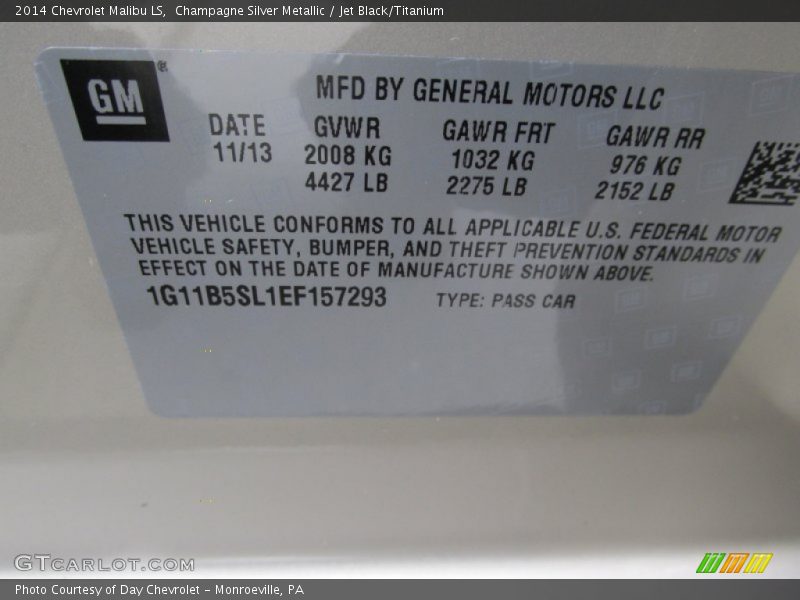 2014 Chevrolet Malibu LS,  Champagne Silver Metallic / Jet Black/Titanium
GM®
MFD BY GENERAL MOTORS LLC
DATE GVWR GAWR FRT GAWR RR
11/13 2008 KG 1032 KG 976 KG
4427 LB 2275 LB 2152 LB
THIS VEHICLE CONFORMS TO ALL APPLICABLE U.S. FEDERAL MOTOR
VEHICLE SAFETY, BUMPER, AND THEFT PREVENTION STANDARDS IN
EFFECT ON THE DATE OF MANUFACTURE SHOWN ABOVE.
1G11B5SL1EF157293 TYPE: PASS CAR
GTCARLOT.COM
Photo Courtesy of Day Chevrolet - Monroeville, PA